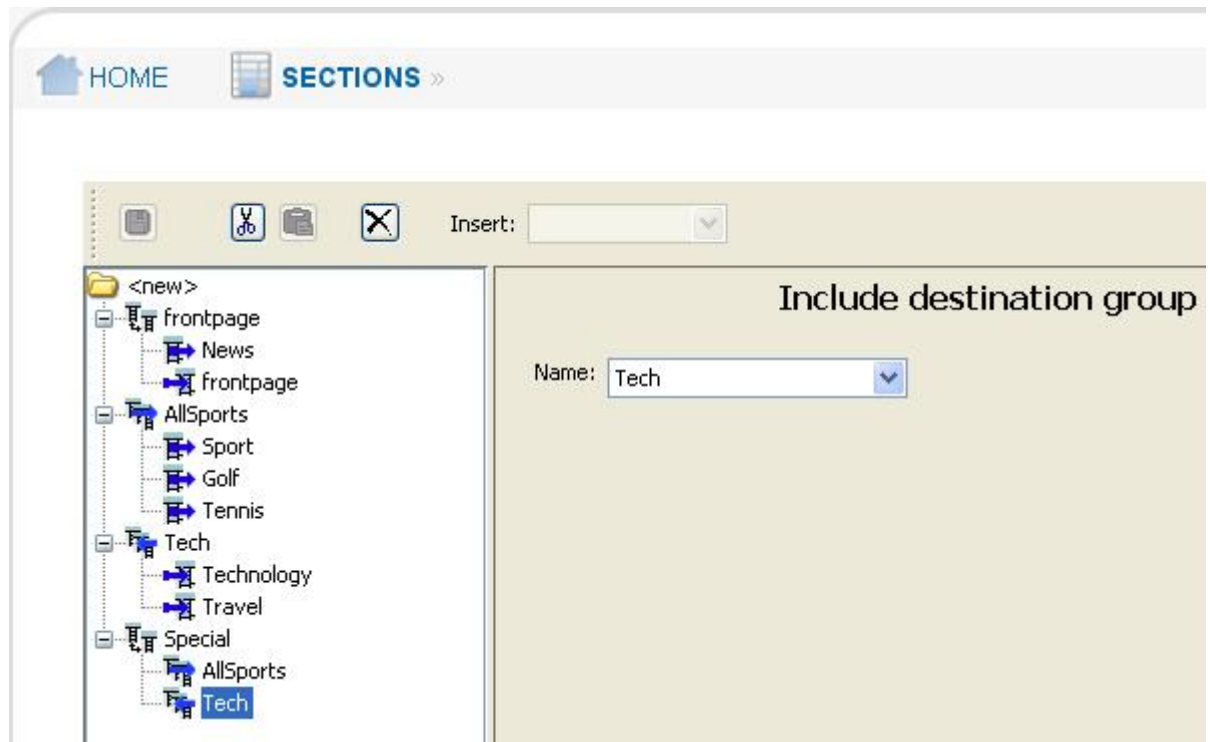 HOME SECTIONS »
Insert:
<new>
frontpage
News
frontpage
AllSports
Sport
Golf
Tennis
Tech
Technology
Travel
Special
AllSports
Tech
Include destination group
Name: Tech